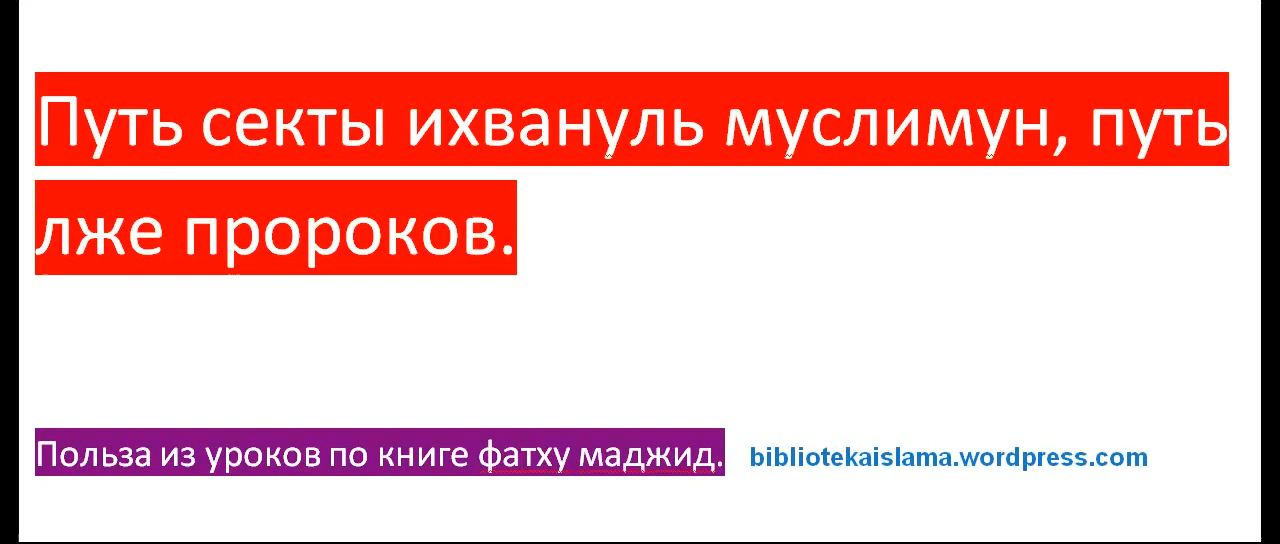 Путь секты ихвануль муслимун, путь
лже пророков.
Польза из уроков по книге фатху маджид. bibliotekaislama.wordpress.com